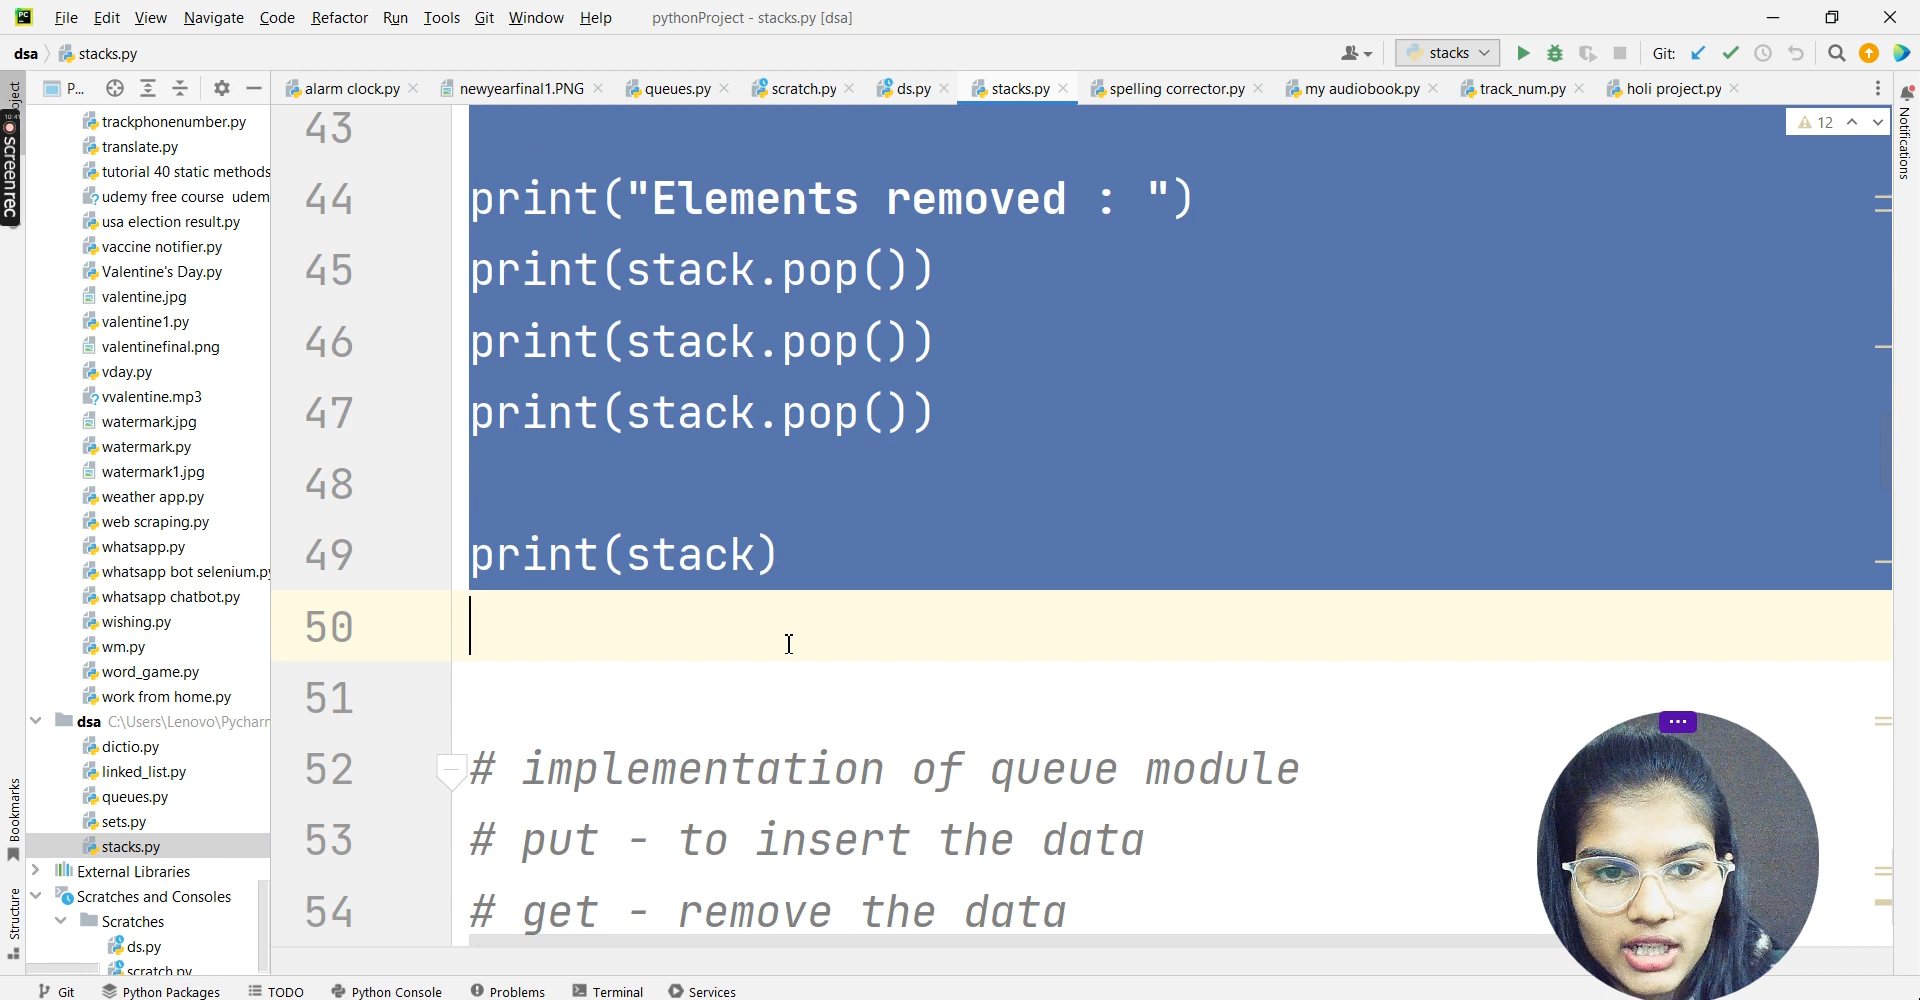 PC File Edit View Navigate Code Refactor Run Tools Git Window Help pythonProject - stacks.py [dsa]
dsa stacks.py stacks Git:
P... alarm clock.py newyearfinal1.PNG queues.py scratch.py ds.py stacks.py spelling corrector.py my audiobook.py track_num.py holi project.py
Project
screenrec
Notifications
12
trackphonenumber.py
translate.py
tutorial 40 static methods
udemy free course udem
usa election result.py
vaccine notifier.py
Valentine's Day.py
valentine.jpg
valentine1.py
valentinefinal.png
vday.py
vvalentine.mp3
watermark.jpg
watermark.py
watermark1.jpg
weather app.py
web scraping.py
whatsapp.py
whatsapp bot selenium.py
whatsapp chatbot.py
wishing.py
wm.py
word_game.py
work from home.py
dsa C:\Users\Lenovo\Pycharm
dictio.py
linked_list.py
queues.py
sets.py
stacks.py
External Libraries
Scratches and Consoles
Scratches
ds.py
scratch.py
Bookmarks
Structure
43
44 print("Elements removed : ")
45 print(stack.pop())
46 print(stack.pop())
47 print(stack.pop())
48
49 print(stack)
50
51
52 # implementation of queue module
53 # put - to insert the data
54 # get - remove the data
Git Python Packages TODO Python Console Problems Terminal Services